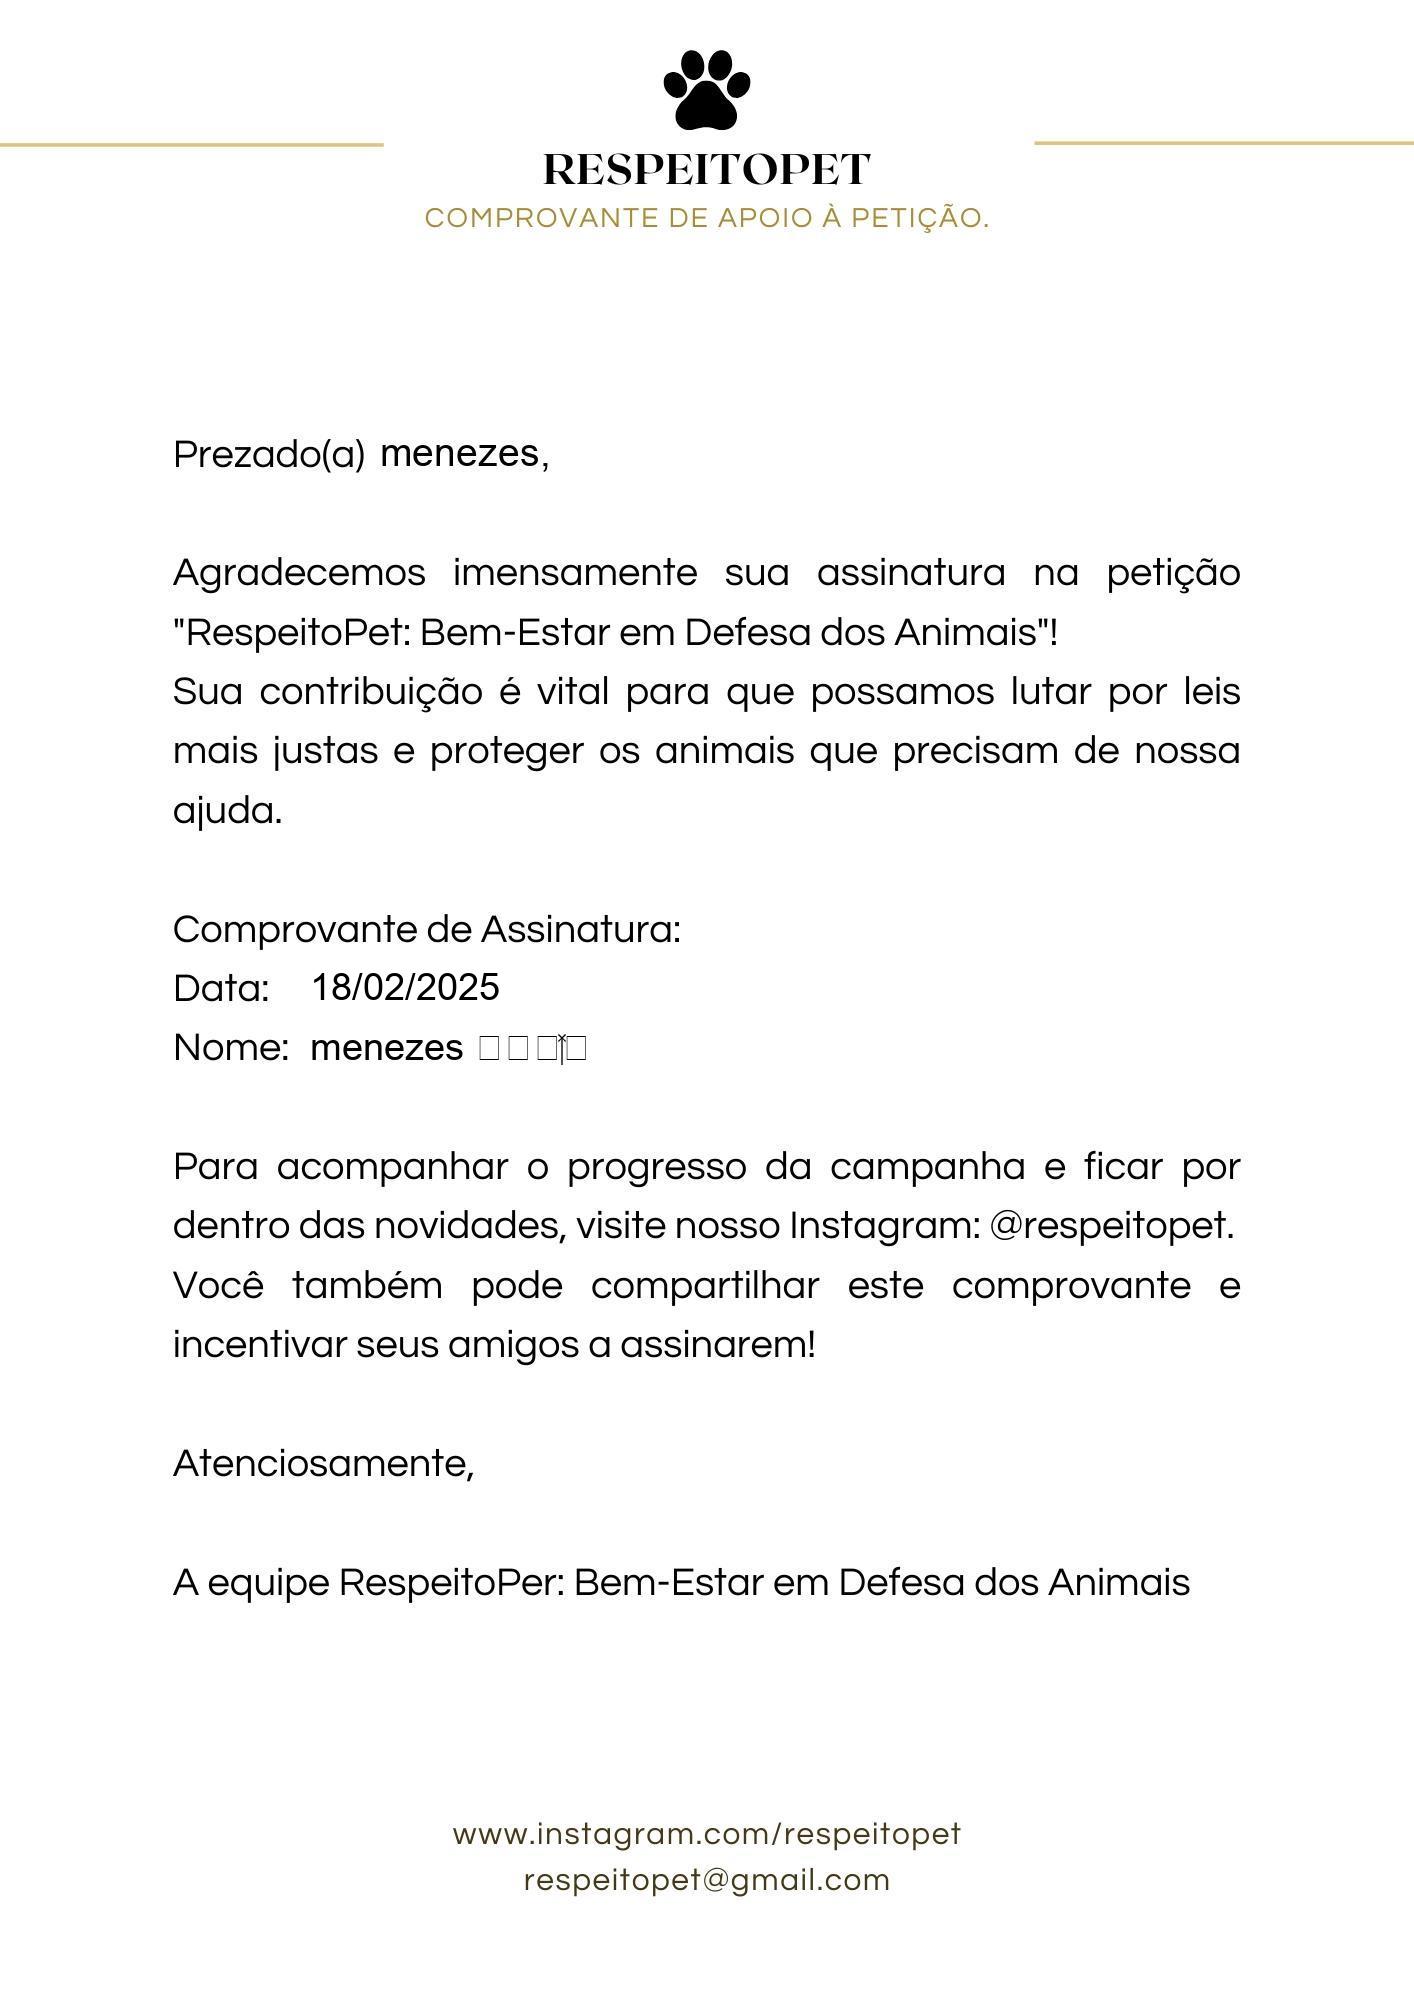 RESPEITOPET
COMPROVANTE DE APOIO À PETIÇÃO.
Prezado(a) menezes,
Agradecemos imensamente sua assinatura na petição
"RespeitoPet: Bem-Estar em Defesa dos Animais"!
Sua contribuição é vital para que possamos lutar por leis
mais justas e proteger os animais que precisam de nossa
ajuda.
Comprovante de Assinatura:
Data: 18/02/2025
Nome: menezes
Para acompanhar o progresso da campanha e ficar por
dentro das novidades, visite nosso Instagram: @respeitopet.
Você também pode compartilhar este comprovante e
incentivar seus amigos a assinarem!
Atenciosamente,
A equipe RespeitoPer: Bem-Estar em Defesa dos Animais
www.instagram.com/respeitopet
respeitopet@gmail.com